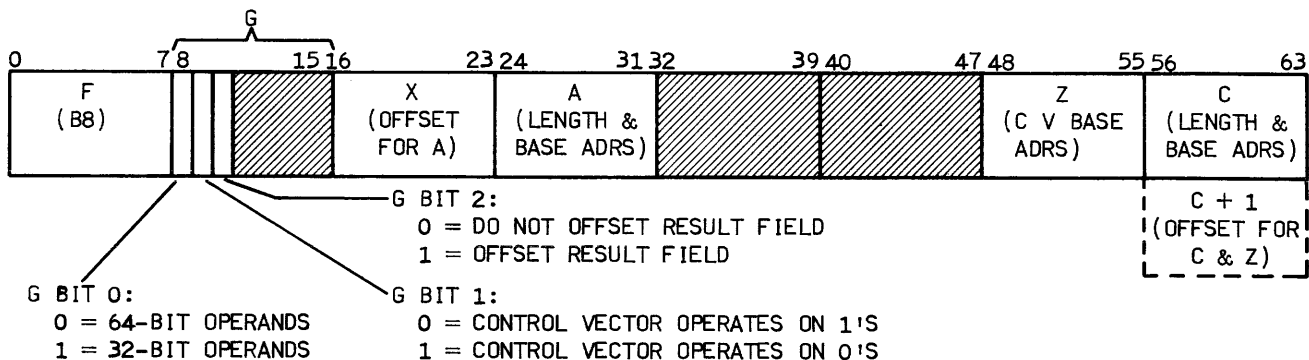 G
0 7 8 15 16 23 24 31 32 39 40 47 48 55 56 63
F
(B8)
X
(OFFSET
FOR A)
A
(LENGTH &
BASE ADRS)
Z
(C V BASE
ADRS)
C
(LENGTH &
BASE ADRS)
C + 1
(OFFSET FOR
C & Z)
G BIT 2:
0 = DO NOT OFFSET RESULT FIELD
1 = OFFSET RESULT FIELD
G BIT 0:
0 = 64-BIT OPERANDS
1 = 32-BIT OPERANDS
G BIT 1:
0 = CONTROL VECTOR OPERATES ON 1'S
1 = CONTROL VECTOR OPERATES ON 0'S